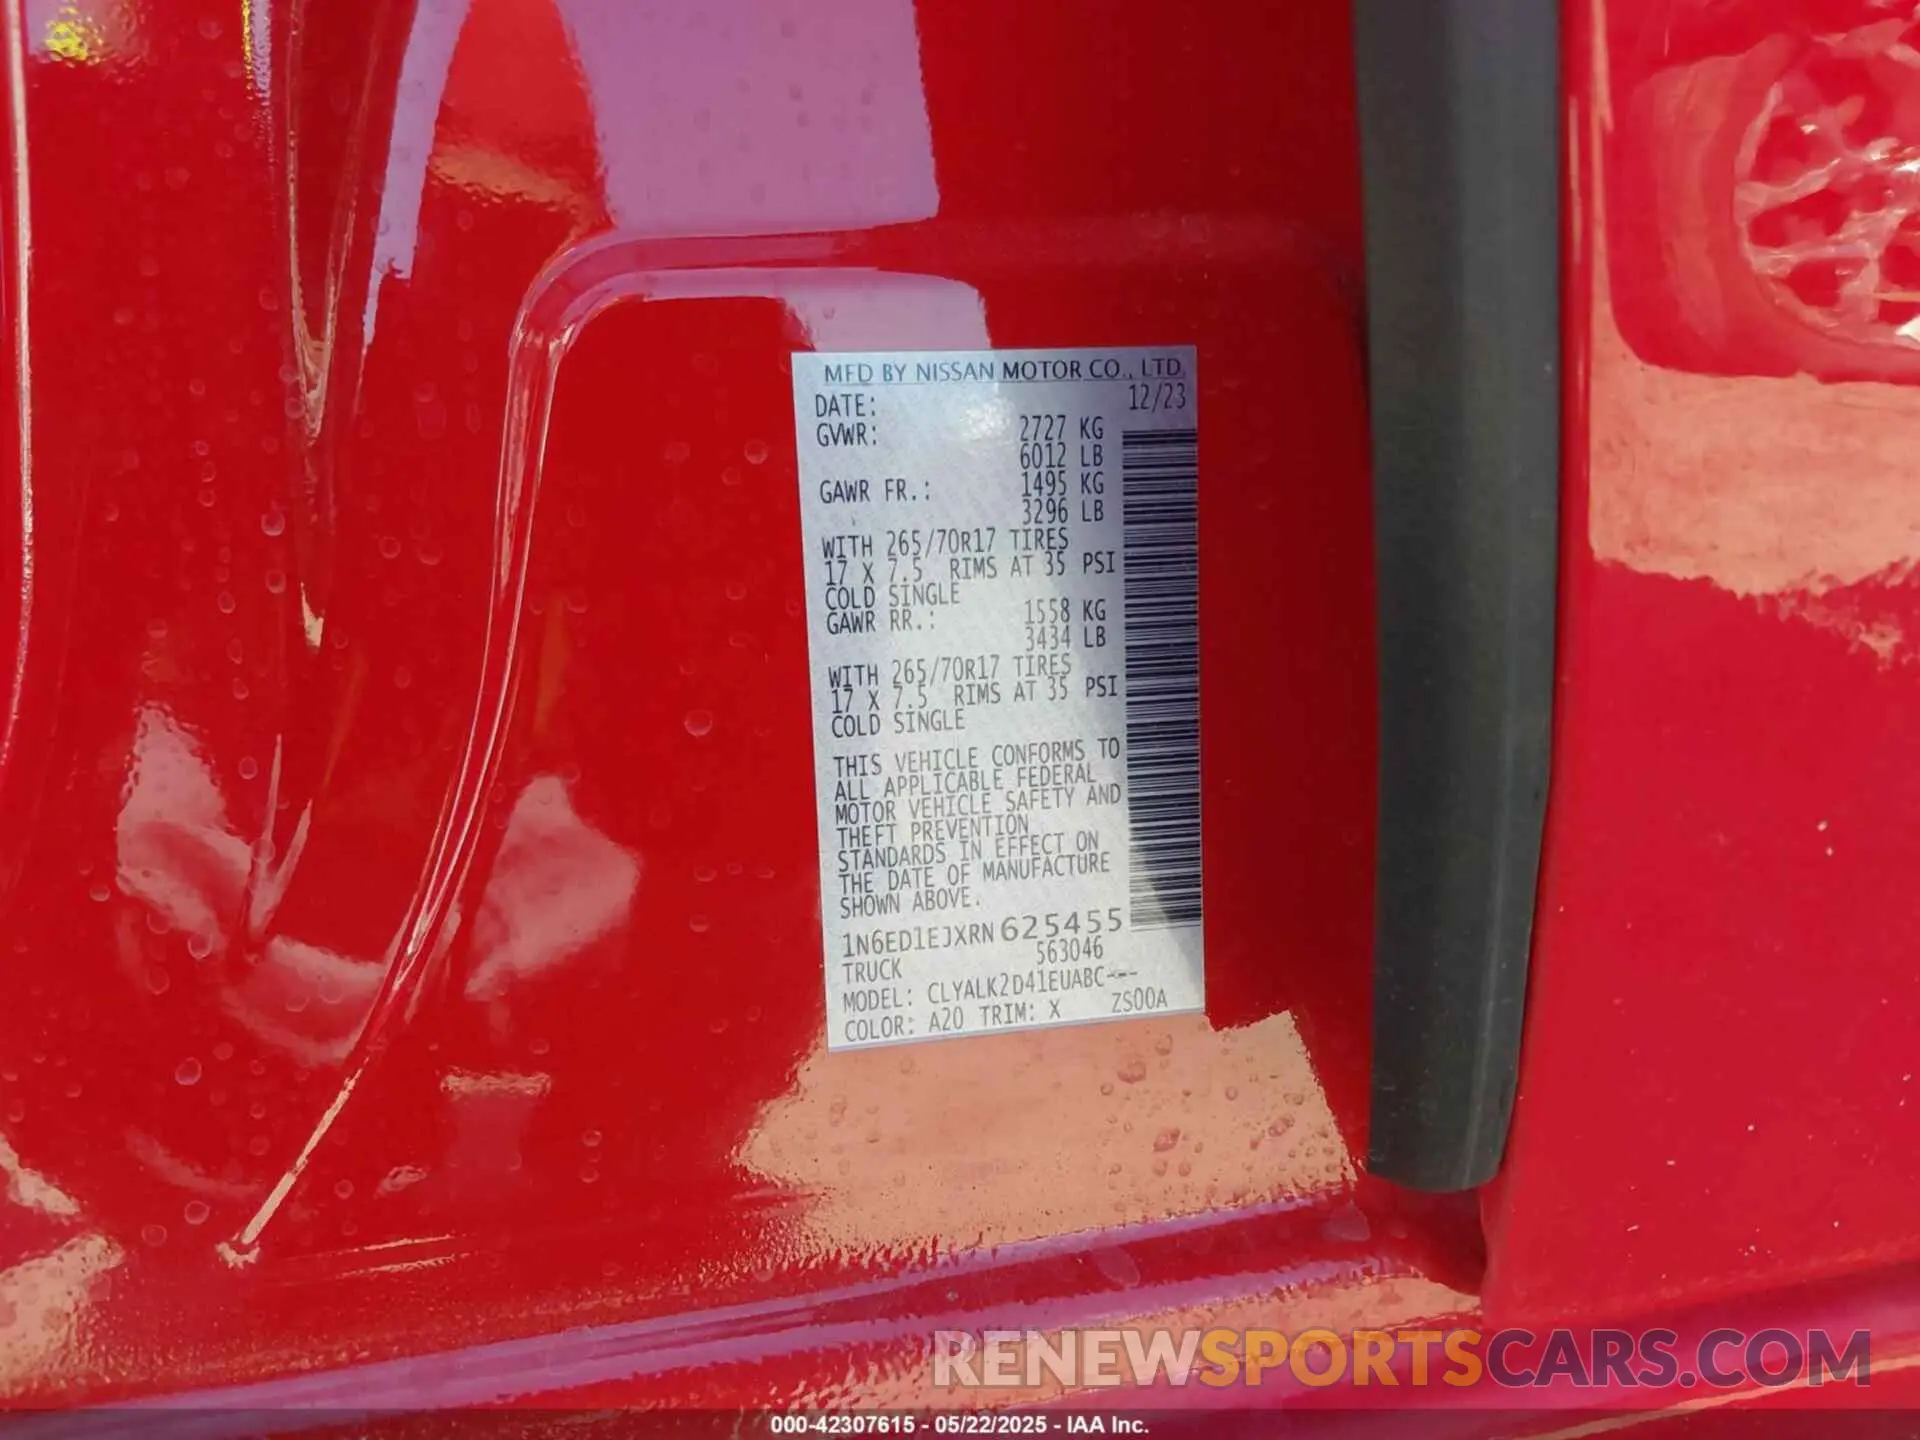 MFD BY NISSAN MOTOR CO., LTD.
DATE: 12/23
GVWR: 2727 KG
6012 LB
GAWR FR.: 1495 KG
3296 LB
WITH 265/70R17 TIRES
17 X 7.5 RIMS AT 35 PSI
COLD SINGLE
GAWR RR.: 1558 KG
3434 LB
WITH 265/70R17 TIRES
17 X 7.5 RIMS AT 35 PSI
COLD SINGLE
THIS VEHICLE CONFORMS TO
ALL APPLICABLE FEDERAL
MOTOR VEHICLE SAFETY AND
THEFT PREVENTION
STANDARDS IN EFFECT ON
THE DATE OF MANUFACTURE
SHOWN ABOVE.
1N6ED1EJXRN625455
563046
TRUCK
MODEL: CLYALK2D41EUABC---
COLOR: A20 TRIM: X ZS00A
RENEWSPORTSCARS.COM
000-42307615 - 05/22/2025 - IAA Inc.